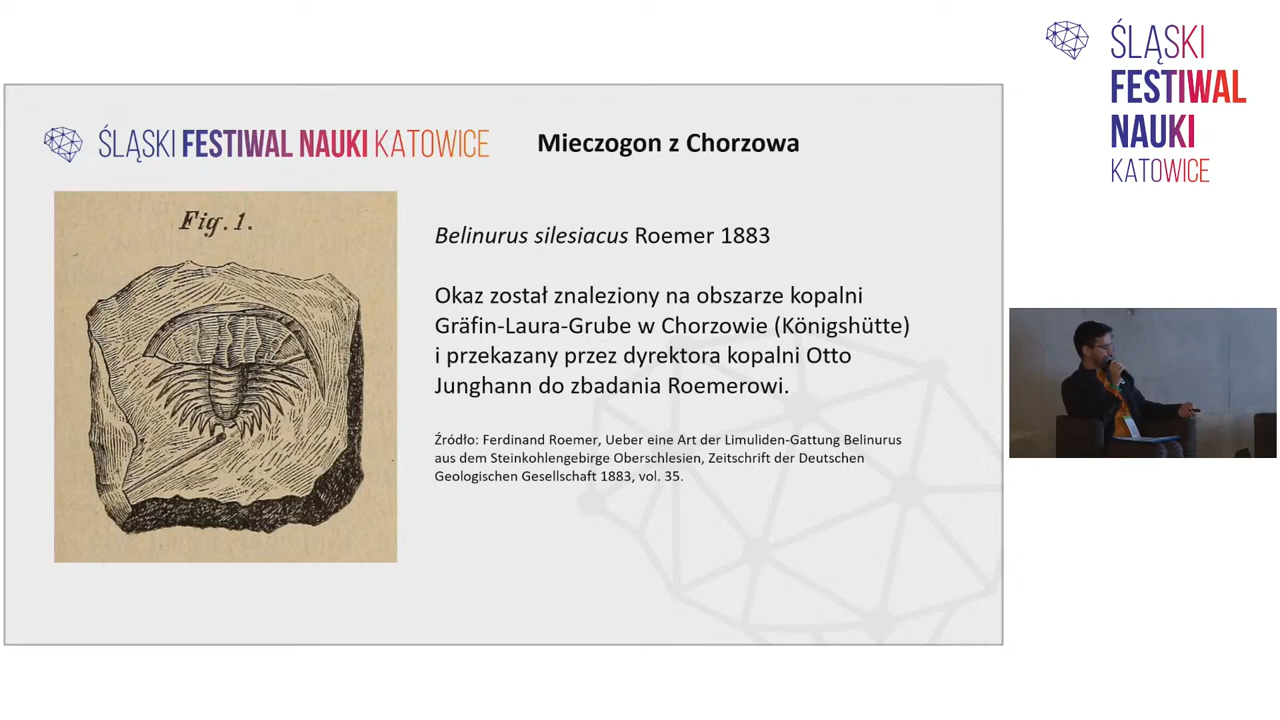 ŚLĄSKI FESTIWAL NAUKI KATOWICE
Mieczogon z Chorzowa
Fig. 1.
Belinurus silesiacus Roemer 1883
Okaz został znaleziony na obszarze kopalni
Gräfin-Laura-Grube w Chorzowie (Königshütte)
i przekazany przez dyrektora kopalni Otto
Junghann do zbadania Roemerowi.
Źródło: Ferdinand Roemer, Ueber eine Art der Limuliden-Gattung Belinurus
aus dem Steinkohlengebirge Oberschlesien, Zeitschrift der Deutschen
Geologischen Gesellschaft 1883, vol. 35.
ŚLĄSKI
FESTIWAL
NAUKI
KATOWICE